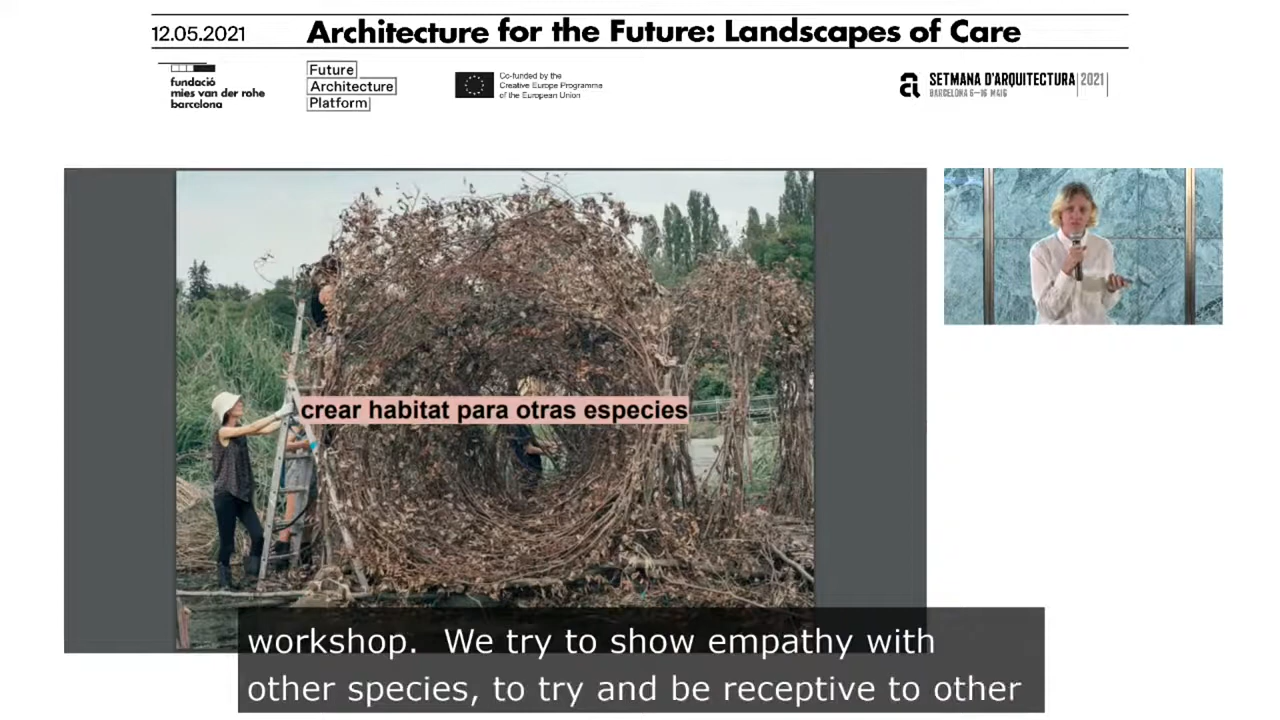 12.05.2021
Architecture for the Future: Landscapes of Care
fundació
mies van der rohe
barcelona
Future
Architecture
Platform
Co-funded by the
Creative Europe Programme
of the European Union
a
SETMANA D'ARQUITECTURA 2021
BARCELONA 6–16 MAIG
crear habitat para otras especies
workshop. We try to show empathy with
other species, to try and be receptive to other